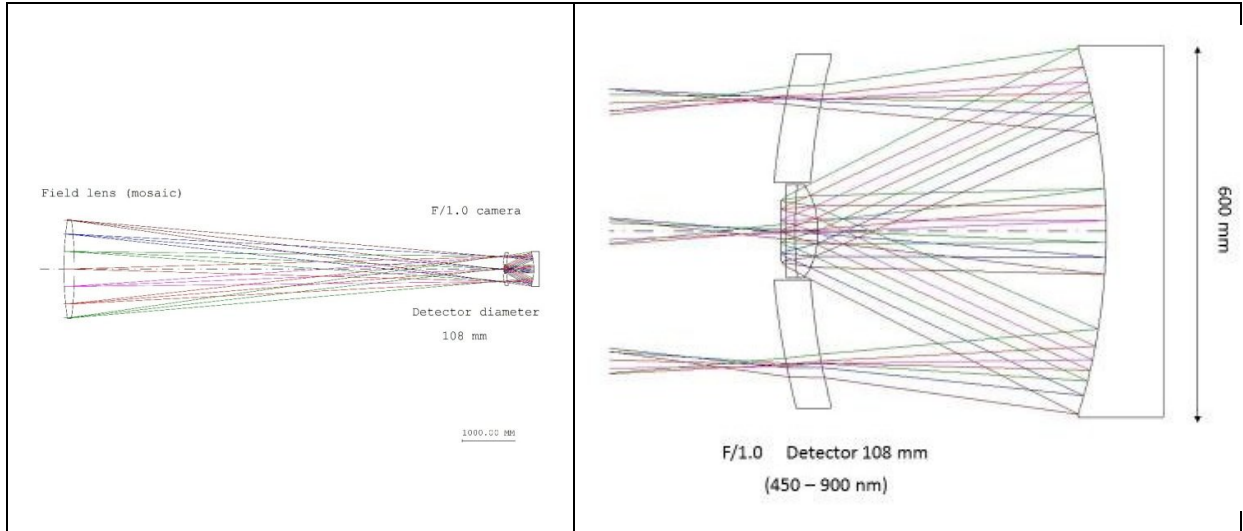 Field lens (mosaic)
F/1.0 camera
Detector diameter
108 mm
1000.00 MM
600 mm
F/1.0 Detector 108 mm
(450 – 900 nm)